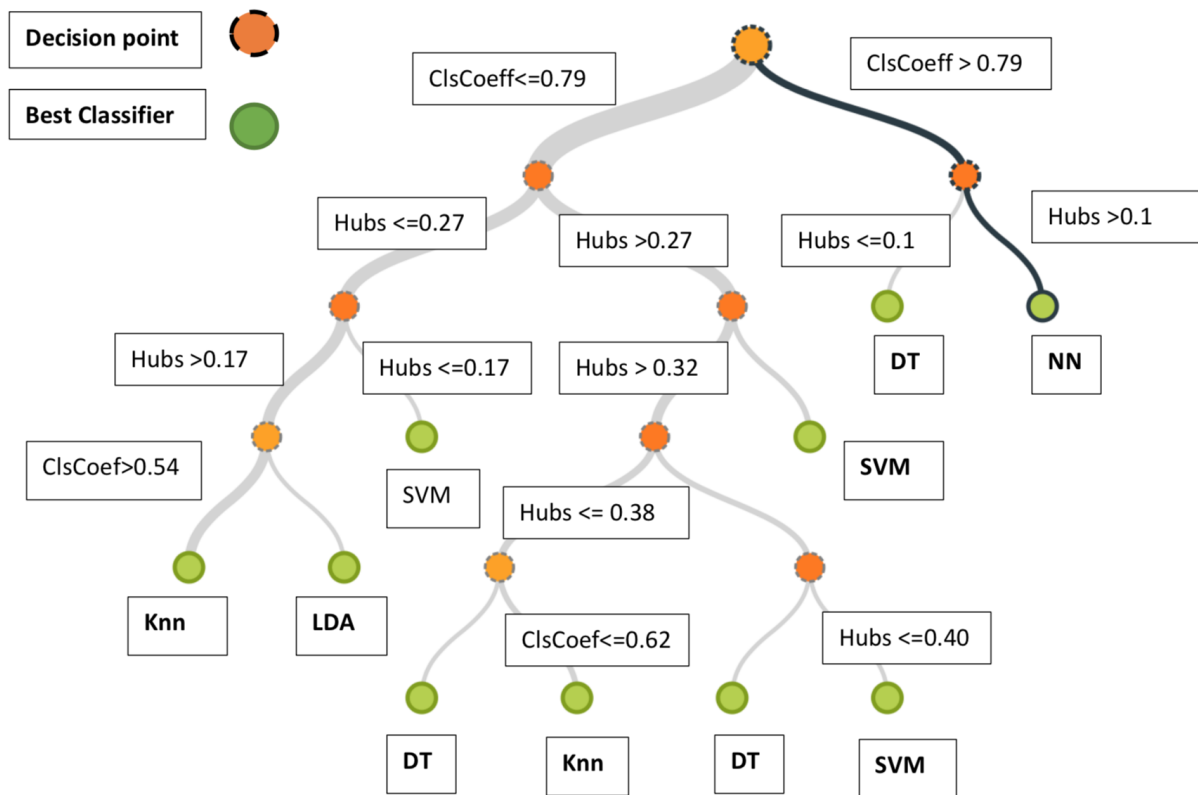 Decision point
Best Classifier
ClsCoeff<=0.79
ClsCoeff > 0.79
Hubs <=0.27
Hubs >0.27
Hubs <=0.1
Hubs >0.1
Hubs >0.17
Hubs <=0.17
Hubs > 0.32
DT
NN
ClsCoef>0.54
SVM
SVM
Hubs <= 0.38
Knn
LDA
ClsCoef<=0.62
Hubs <=0.40
DT
Knn
DT
SVM